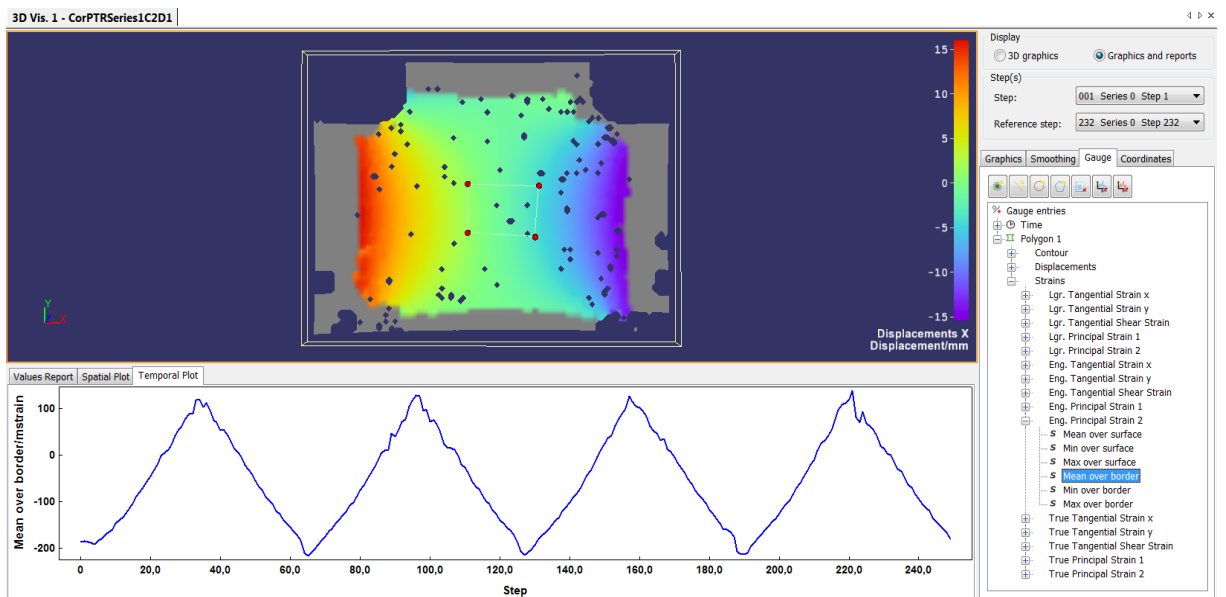 3D Vis. 1 - CorPTRSeries1C2D1
15
10
5
0
-5
-10
-15
Displacements X
Displacement/mm
Y
X
Values Report Spatial Plot Temporal Plot
Mean over border/mstrain
100
0
-100
-200
0 20,0 40,0 60,0 80,0 100,0 120,0 140,0 160,0 180,0 200,0 220,0 240,0
Step
Display
3D graphics Graphics and reports
Step(s)
Step: 001 Series 0 Step 1
Reference step: 232 Series 0 Step 232
Graphics Smoothing Gauge Coordinates
Gauge entries
Time
Polygon 1
Contour
Displacements
Strains
Lgr. Tangential Strain x
Lgr. Tangential Strain y
Lgr. Tangential Shear Strain
Lgr. Principal Strain 1
Lgr. Principal Strain 2
Eng. Tangential Strain x
Eng. Tangential Strain y
Eng. Tangential Shear Strain
Eng. Principal Strain 1
Eng. Principal Strain 2
S Mean over surface
S Min over surface
S Max over surface
S Mean over border
S Min over border
S Max over border
True Tangential Strain x
True Tangential Strain y
True Tangential Shear Strain
True Principal Strain 1
True Principal Strain 2